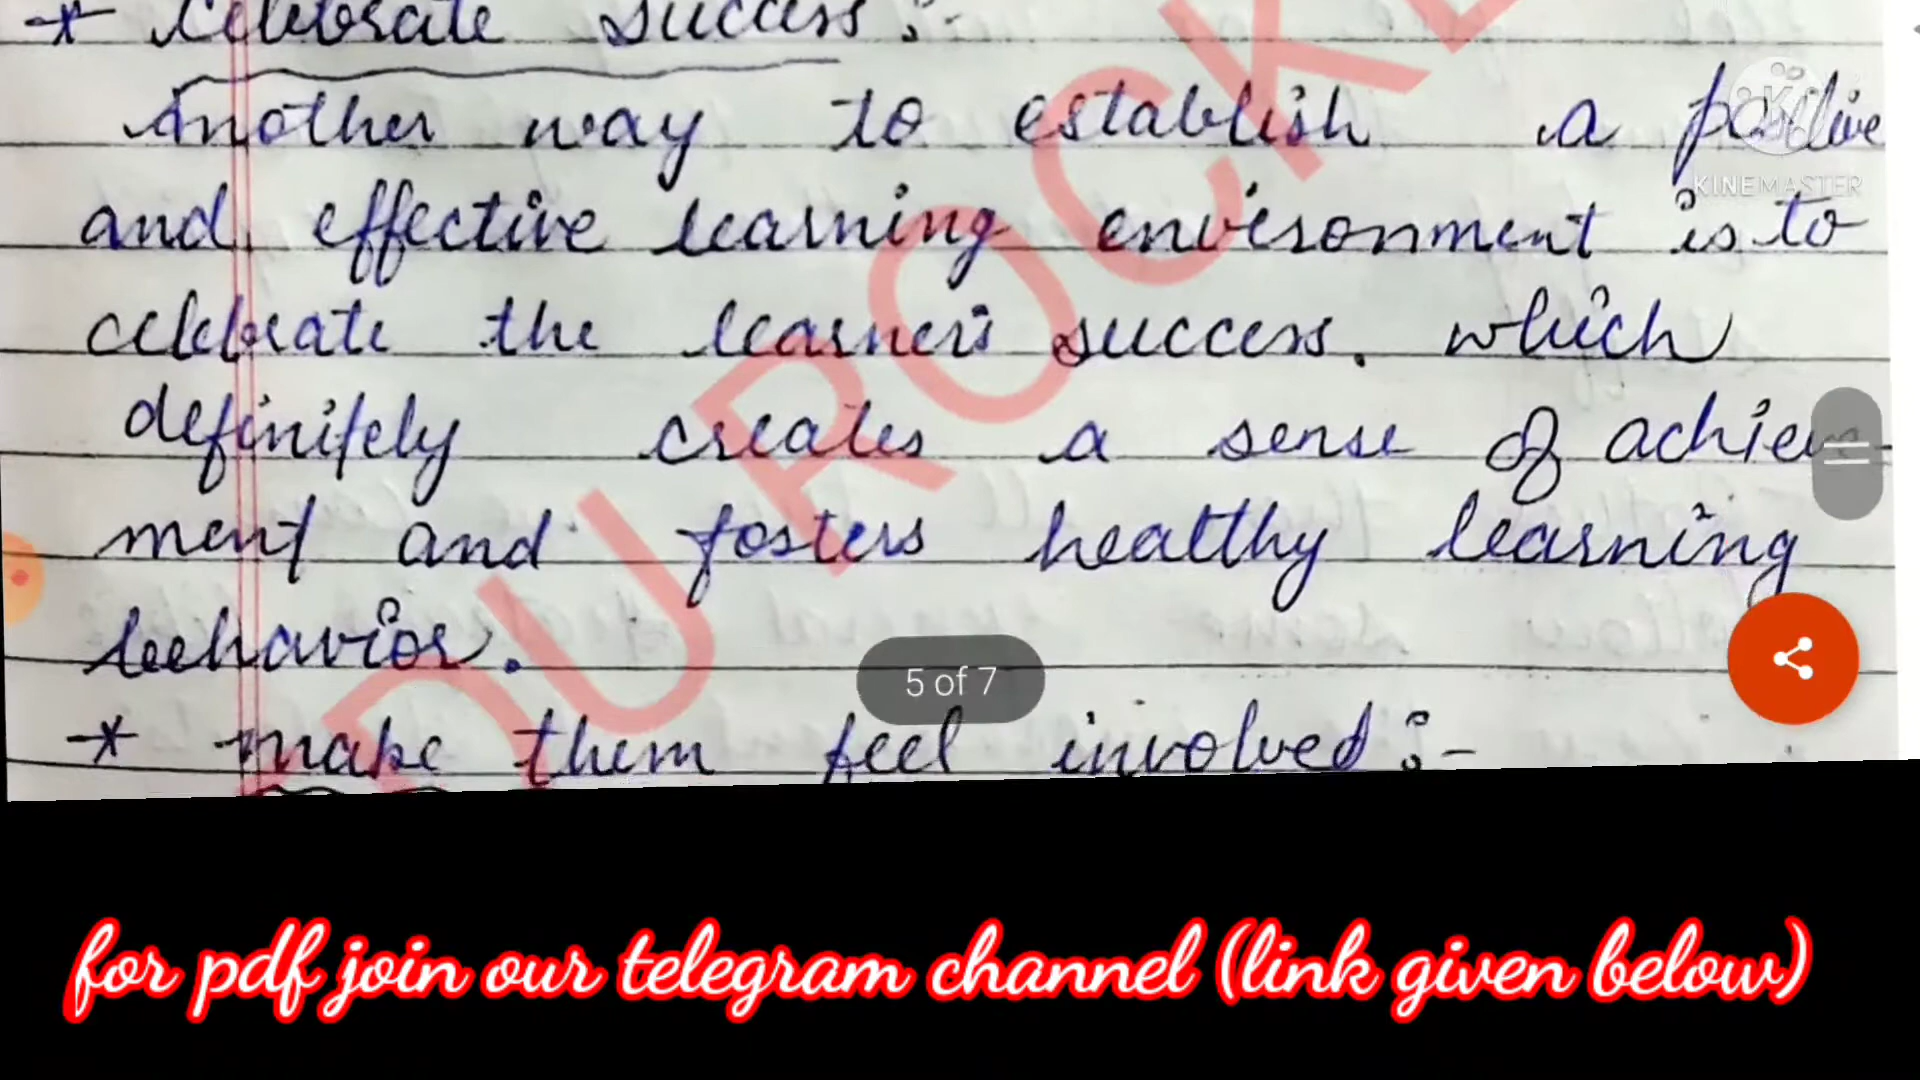 * Celebrate success :-
Another way to establish a positive
KINEMASTER
and effective learning environment is to
celebrate the learner's success. which
definitely creates a sense of achieve-
ment and fosters healthy learning
behavior.
5 of 7
* make them feel involved :-
DU ROCKE
for pdf join our telegram channel (link given below)